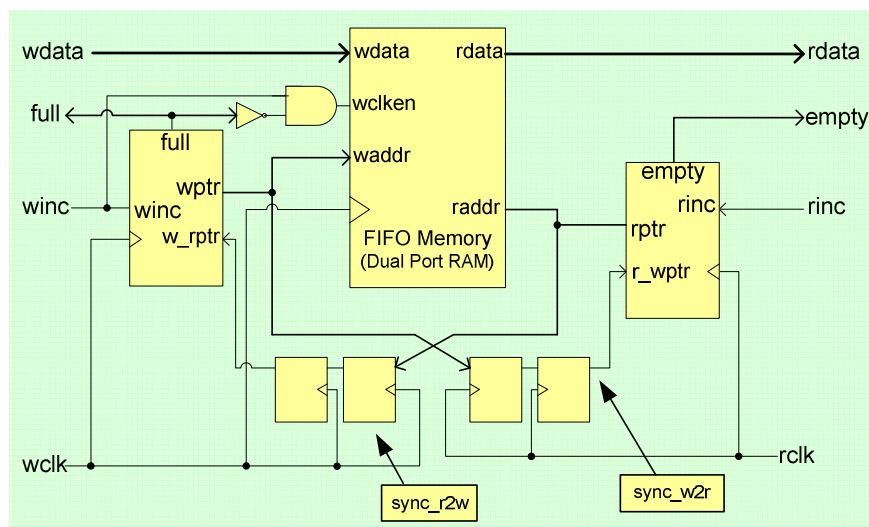 wdata
wdata
rdata
rdata
wclken
full
full
empty
waddr
empty
wptr
winc
winc
raddr
rinc
rinc
rptr
w_rptr
FIFO Memory
(Dual Port RAM)
r_wptr
wclk
rclk
sync_r2w
sync_w2r